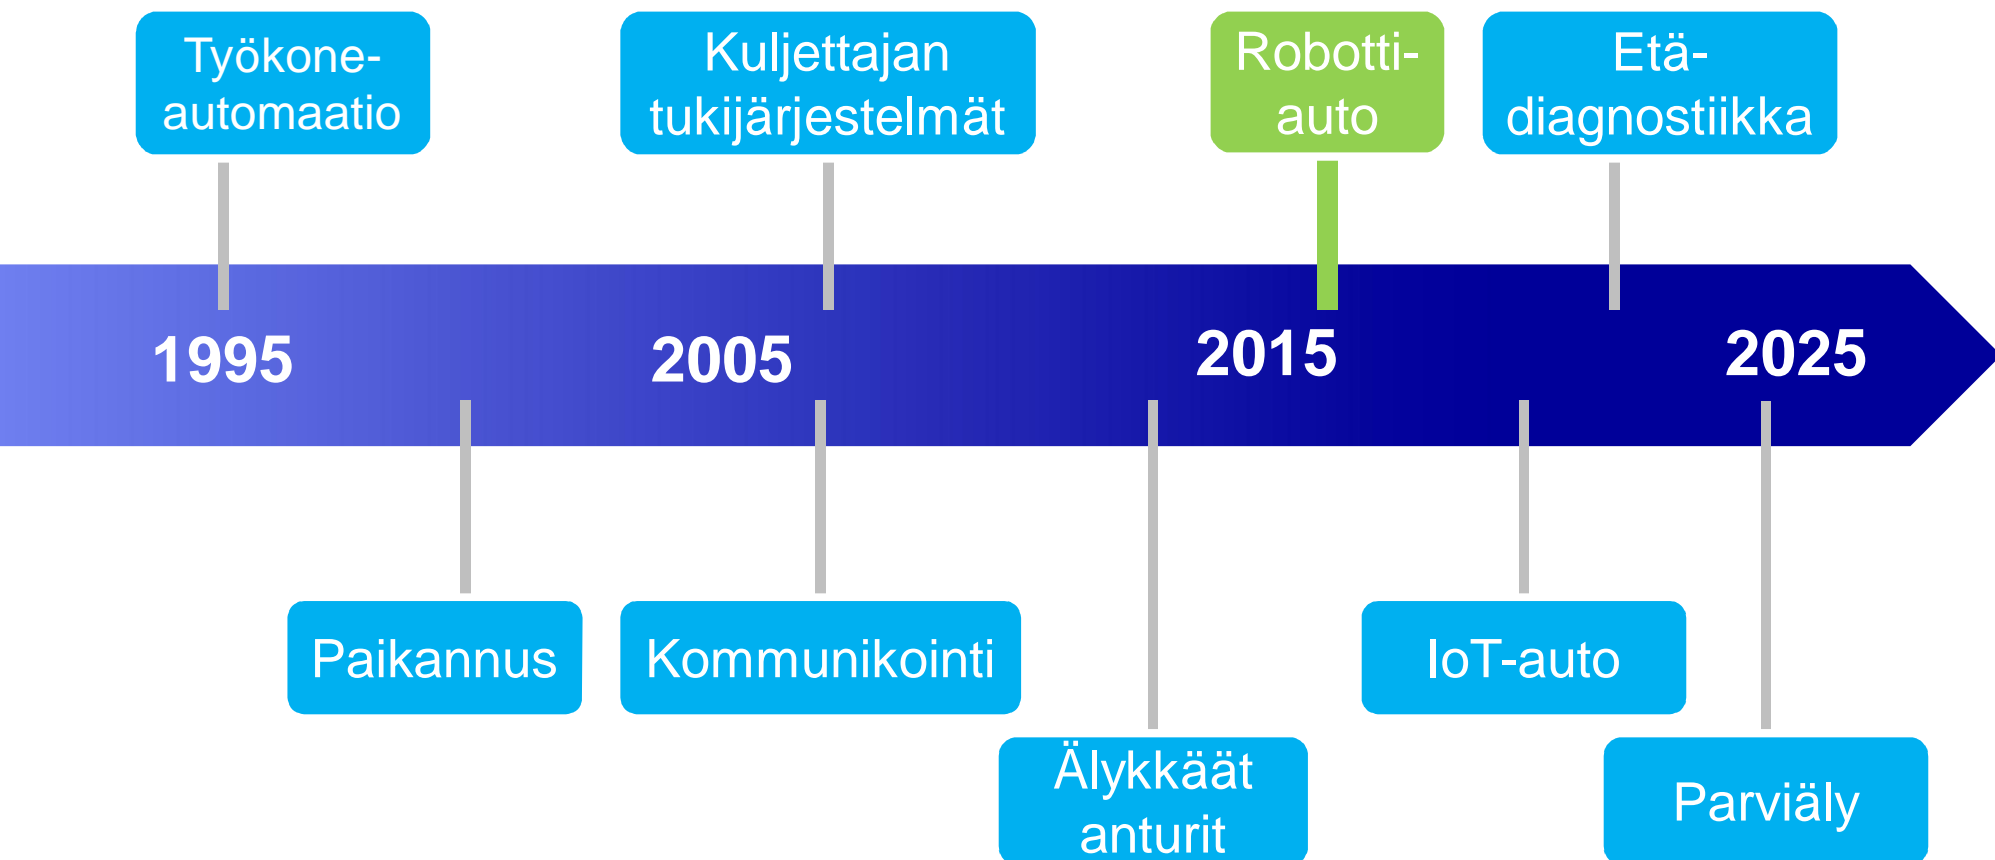 Työkone-
automaatio
Kuljettajan
tukijärjestelmät
Robotti-
auto
Etä-
diagnostiikka
1995
2005
2015
2025
Paikannus
Kommunikointi
IoT-auto
Älykkäät
anturit
Parviäly